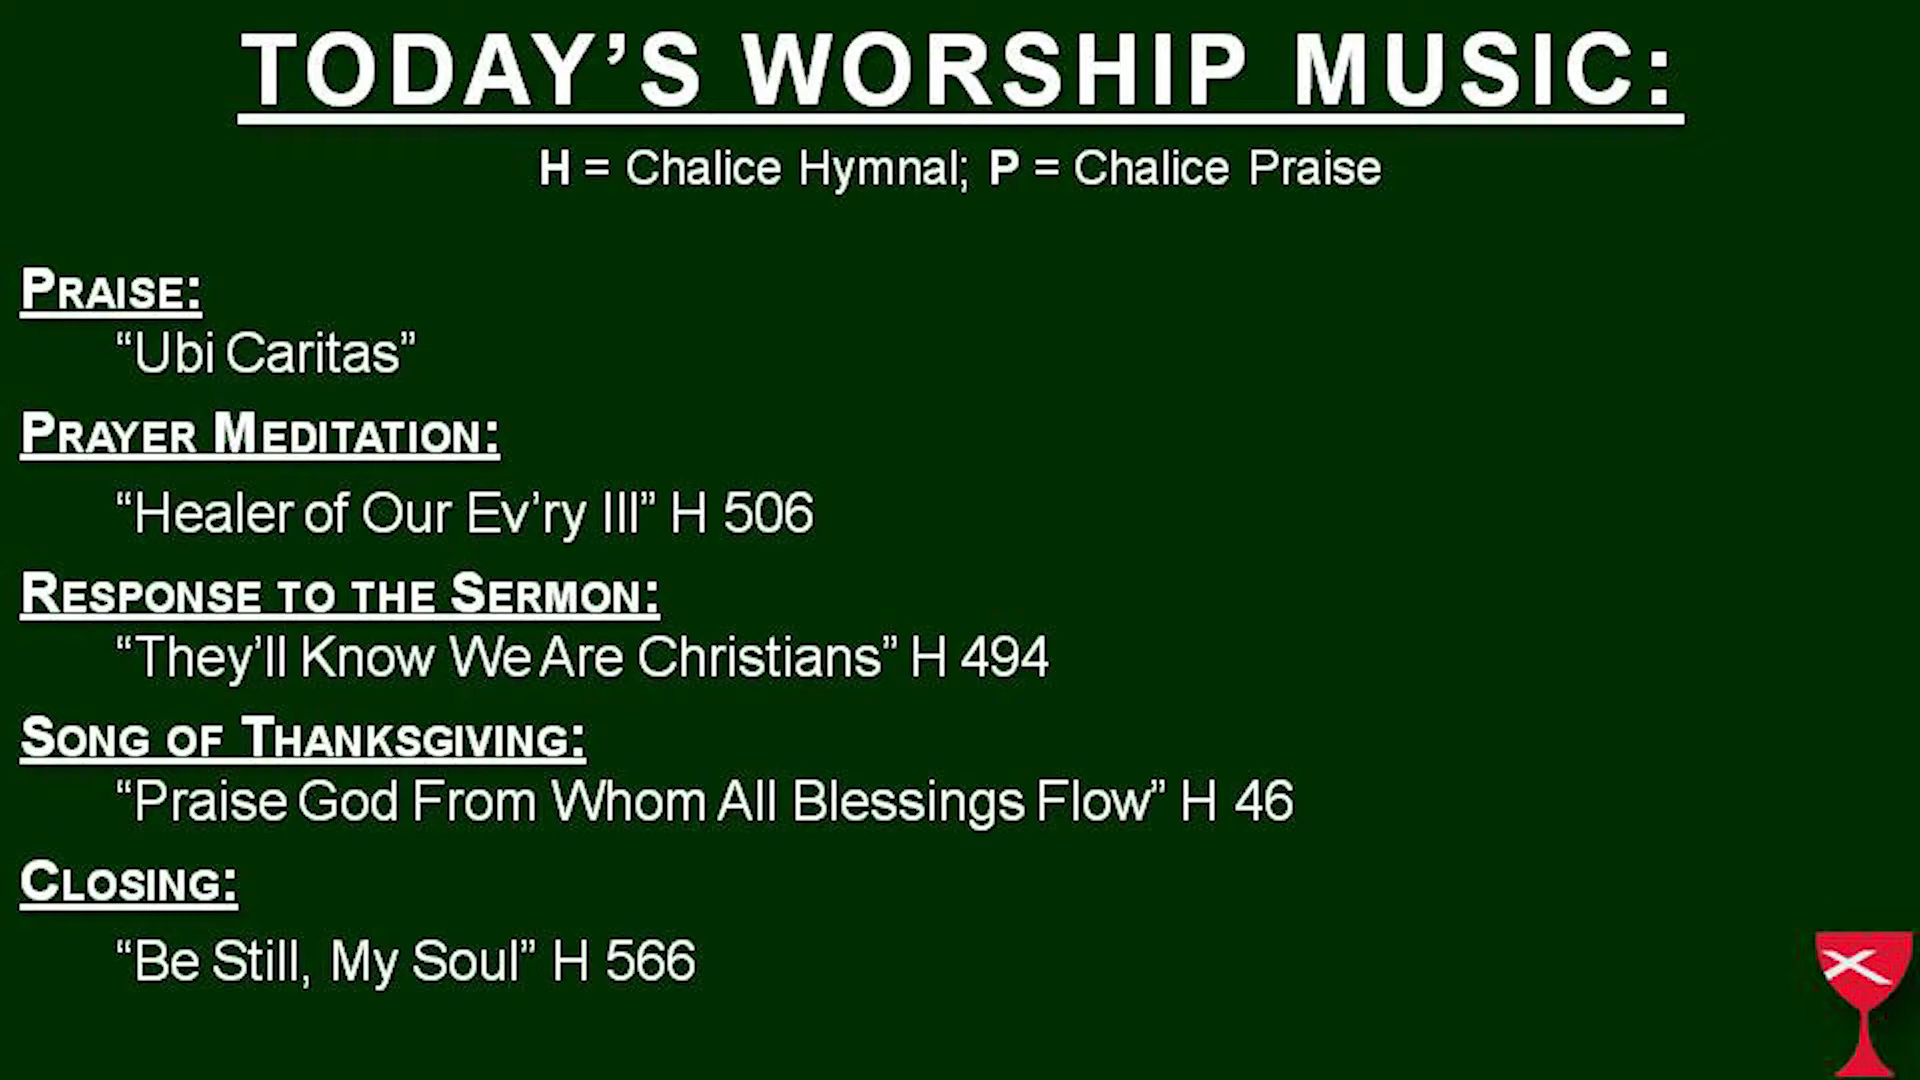 TODAY’S WORSHIP MUSIC:
H = Chalice Hymnal; P = Chalice Praise
PRAISE:
“Ubi Caritas”
PRAYER MEDITATION:
“Healer of Our Ev’ry Ill” H 506
RESPONSE TO THE SERMON:
“They’ll Know We Are Christians” H 494
SONG OF THANKSGIVING:
“Praise God From Whom All Blessings Flow” H 46
CLOSING:
“Be Still, My Soul” H 566